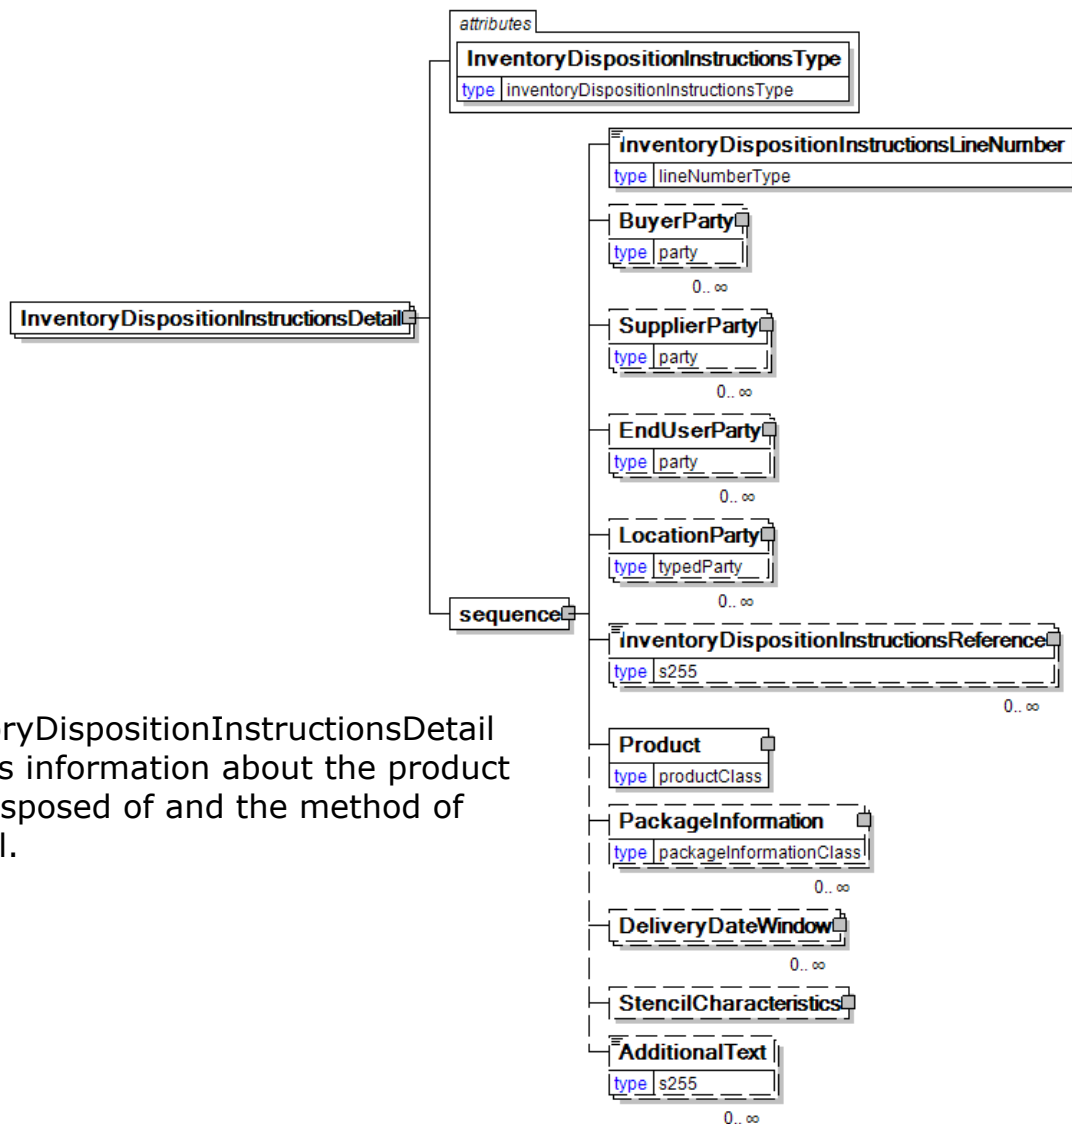 attributes
InventoryDispositionInstructionsType
type inventoryDispositionInstructionsType
InventoryDispositionInstructionsLineNumber
type lineNumberType
BuyerParty
type party
0.. ∞
InventoryDispositionInstructionsDetail
SupplierParty
type party
0.. ∞
EndUserParty
type party
0.. ∞
LocationParty
type typedParty
0.. ∞
sequence
InventoryDispositionInstructionsReference
type s255
0.. ∞
oryDispositionInstructionsDetail
s information about the product
sposed of and the method of
l.
Product
type productClass
PackageInformation
type packageInformationClass
0.. ∞
DeliveryDateWindow
0.. ∞
StencilCharacteristics
AdditionalText
type s255
0.. ∞